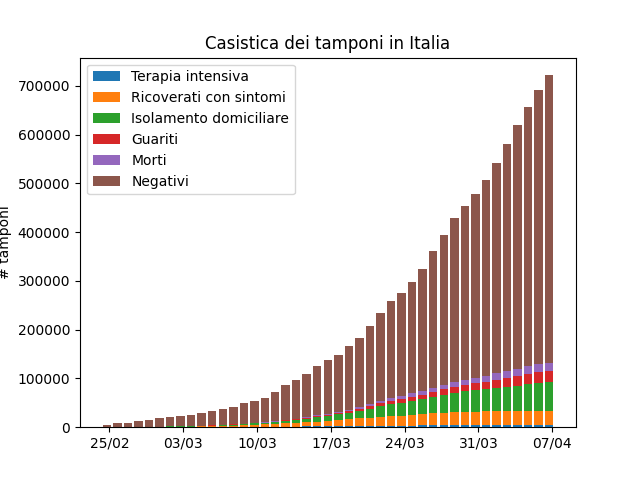 Casistica dei tamponi in Italia
# tamponi
700000
600000
500000
400000
300000
200000
100000
0
Terapia intensiva
Ricoverati con sintomi
Isolamento domiciliare
Guariti
Morti
Negativi
25/02 03/03 10/03 17/03 24/03 31/03 07/04